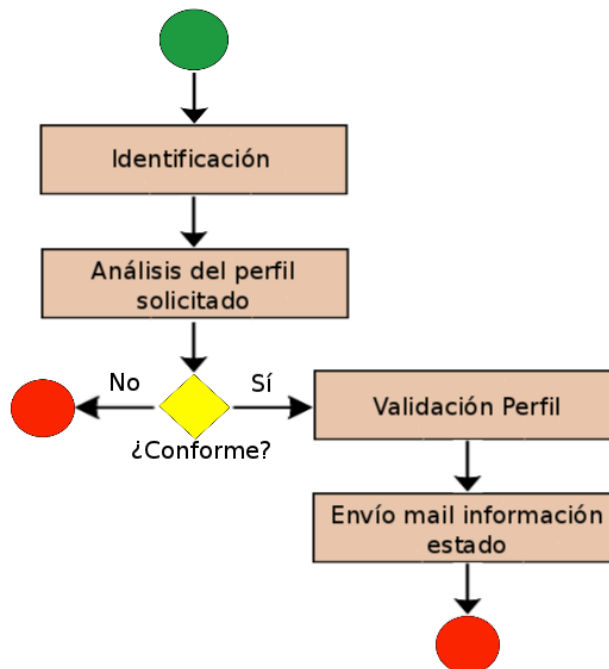 Identificación
Análisis del perfil
solicitado
No
Sí
¿Conforme?
Validación Perfil
Envío mail información
estado